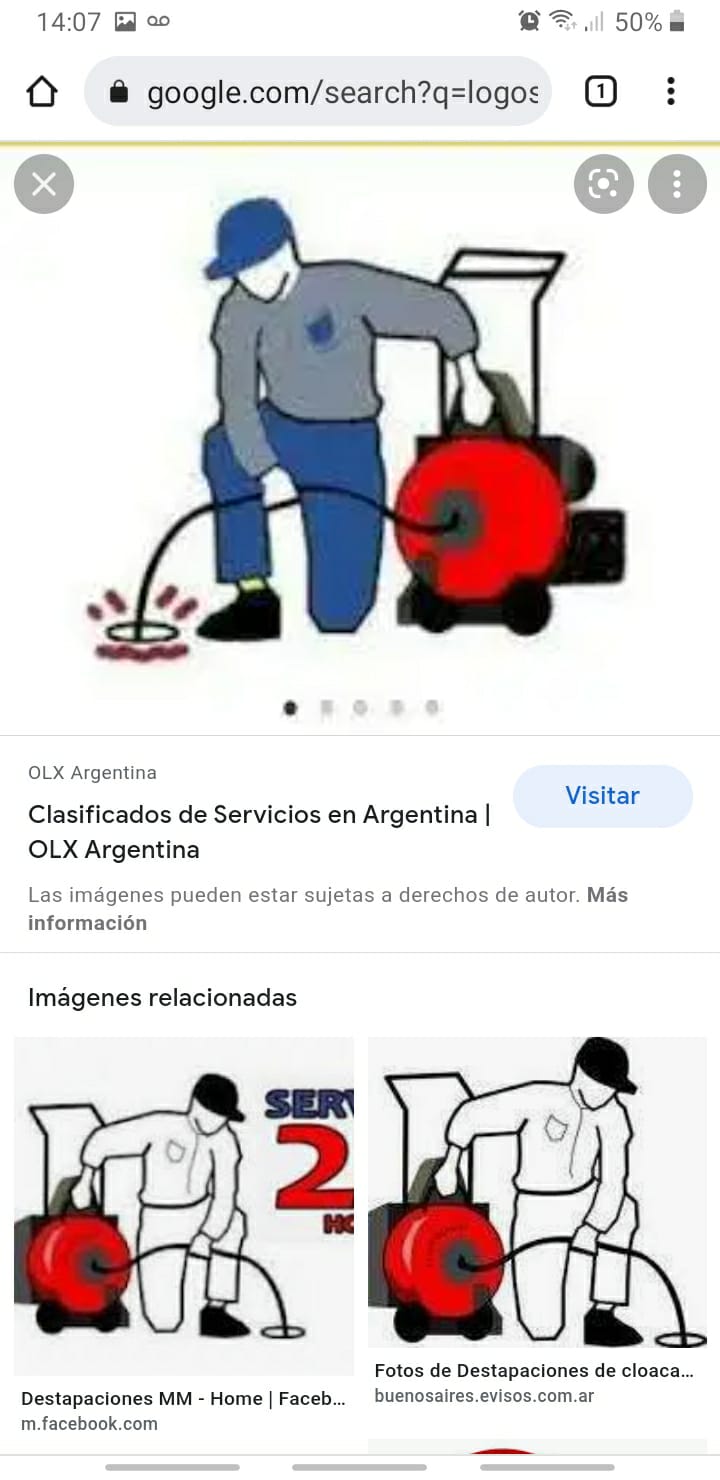 14:07
50%
google.com/search?q=logos
1
OLX Argentina
Clasificados de Servicios en Argentina |
OLX Argentina
Visitar
Las imágenes pueden estar sujetas a derechos de autor. Más
información
Imágenes relacionadas
SERV
2
HO
Destapaciones MM - Home | Faceb...
m.facebook.com
Fotos de Destapaciones de cloaca...
buenosaires.evisos.com.ar